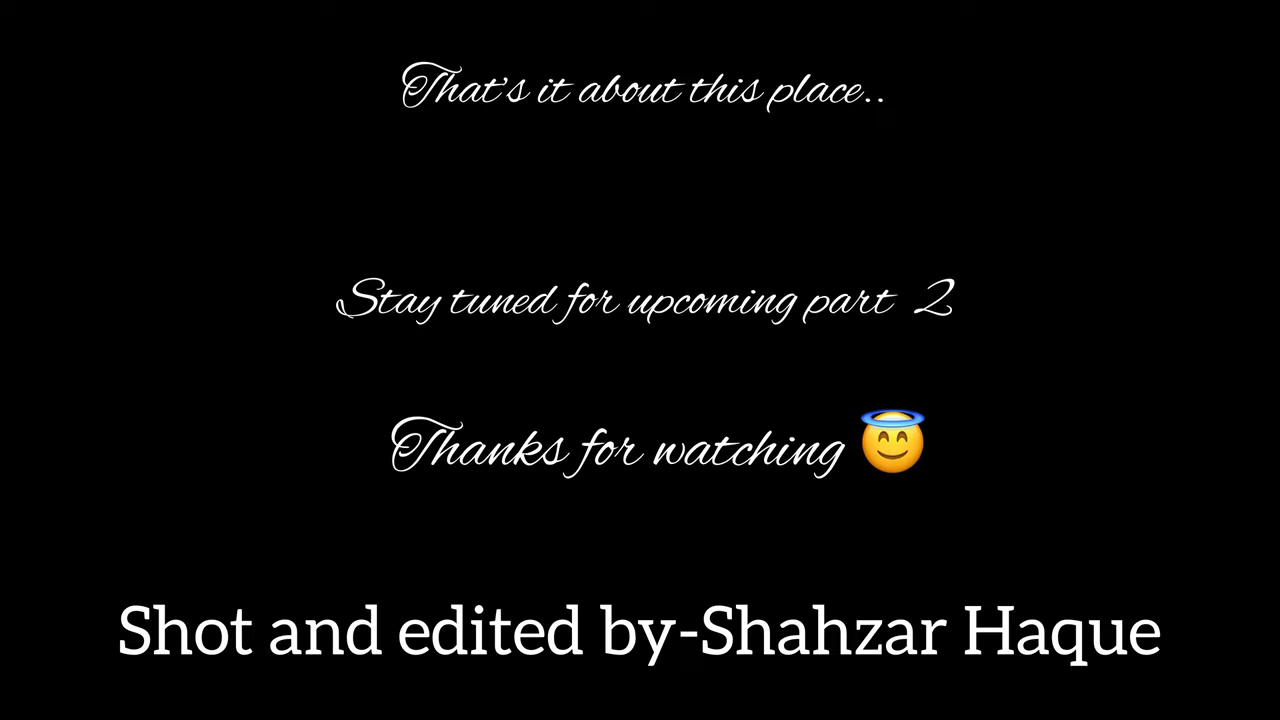 That's it about this place..
Stay tuned for upcoming part 2
Thanks for watching 😇
Shot and edited by-Shahzar Haque